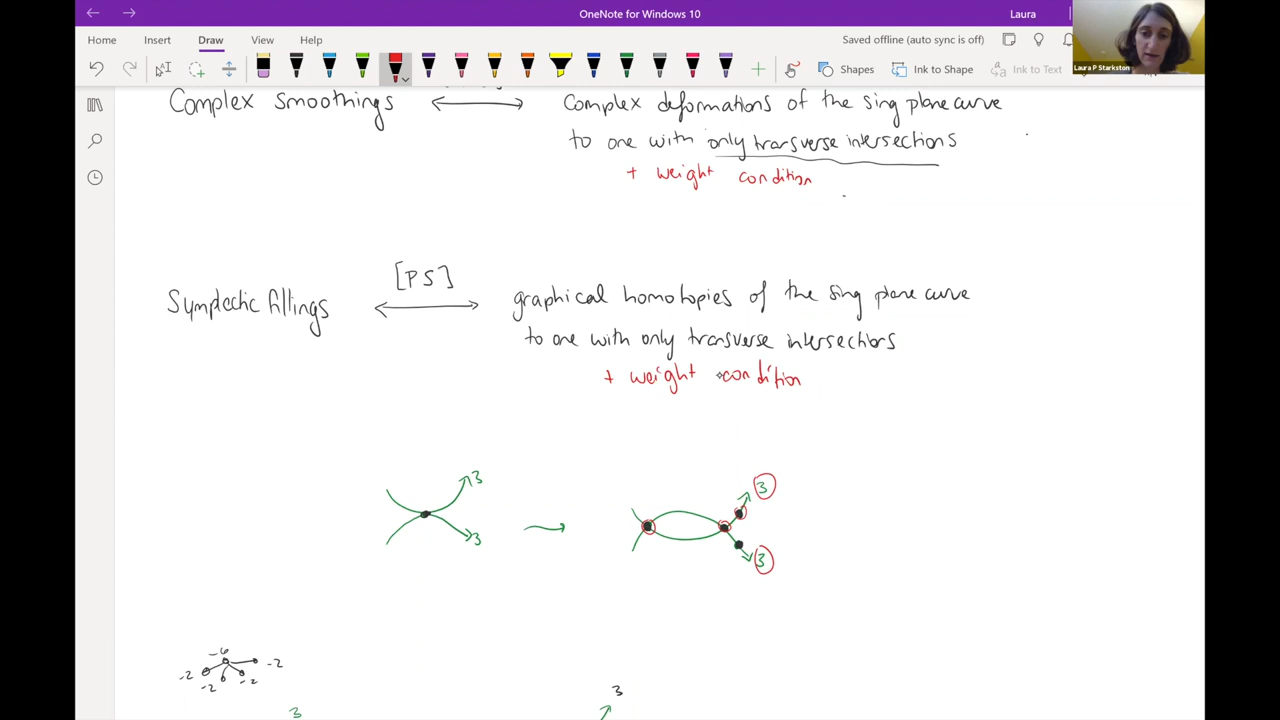 OneNote for Windows 10
Laura
Home Insert Draw View Help
Saved offline (auto sync is off)
Shapes
Ink to Shape
Ink to Text
Laura P Starkston
Complex smoothings
Complex deformations of the sing plane curve
to one with only transverse intersections
+ weight condition
[PS]
Symplectic fillings
graphical homotopies of the sing plane curve
to one with only transverse intersections
+ weight condition
3
3
3
3
-6
-2 -2
-2 -2
3
3